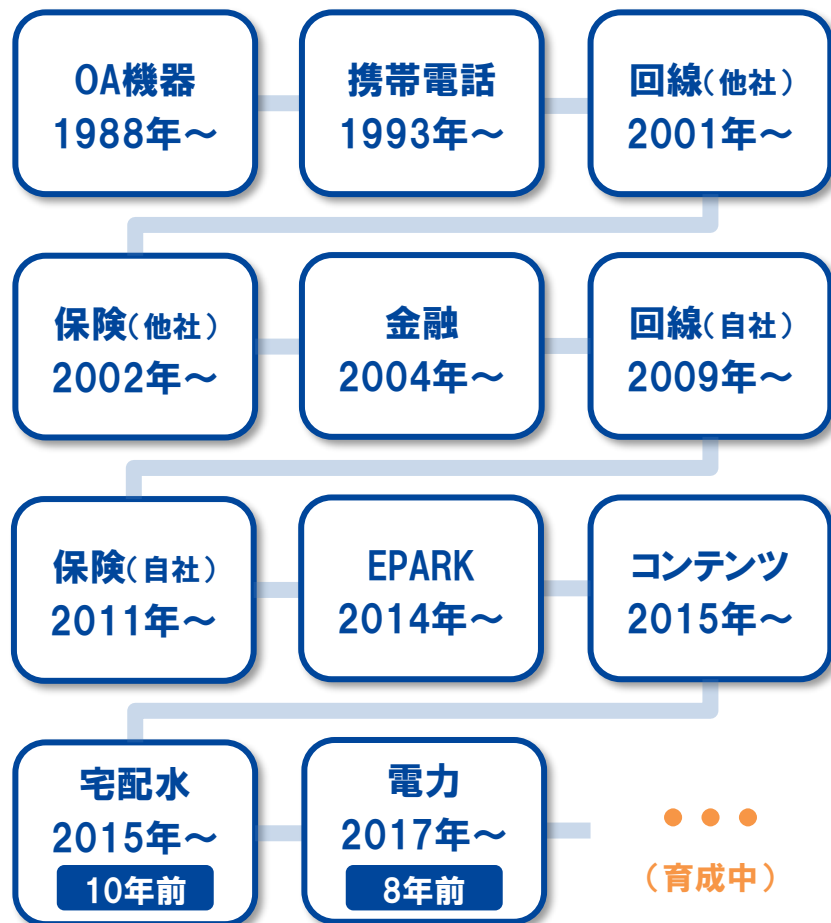 OA機器
1988年～
携帯電話
1993年～
回線(他社)
2001年～
保険(他社)
2002年～
金融
2004年～
回線(自社)
2009年～
保険(自社)
2011年～
EPARK
2014年～
コンテンツ
2015年～
宅配水
2015年～
10年前
電力
2017年～
8年前
●●●
(育成中)